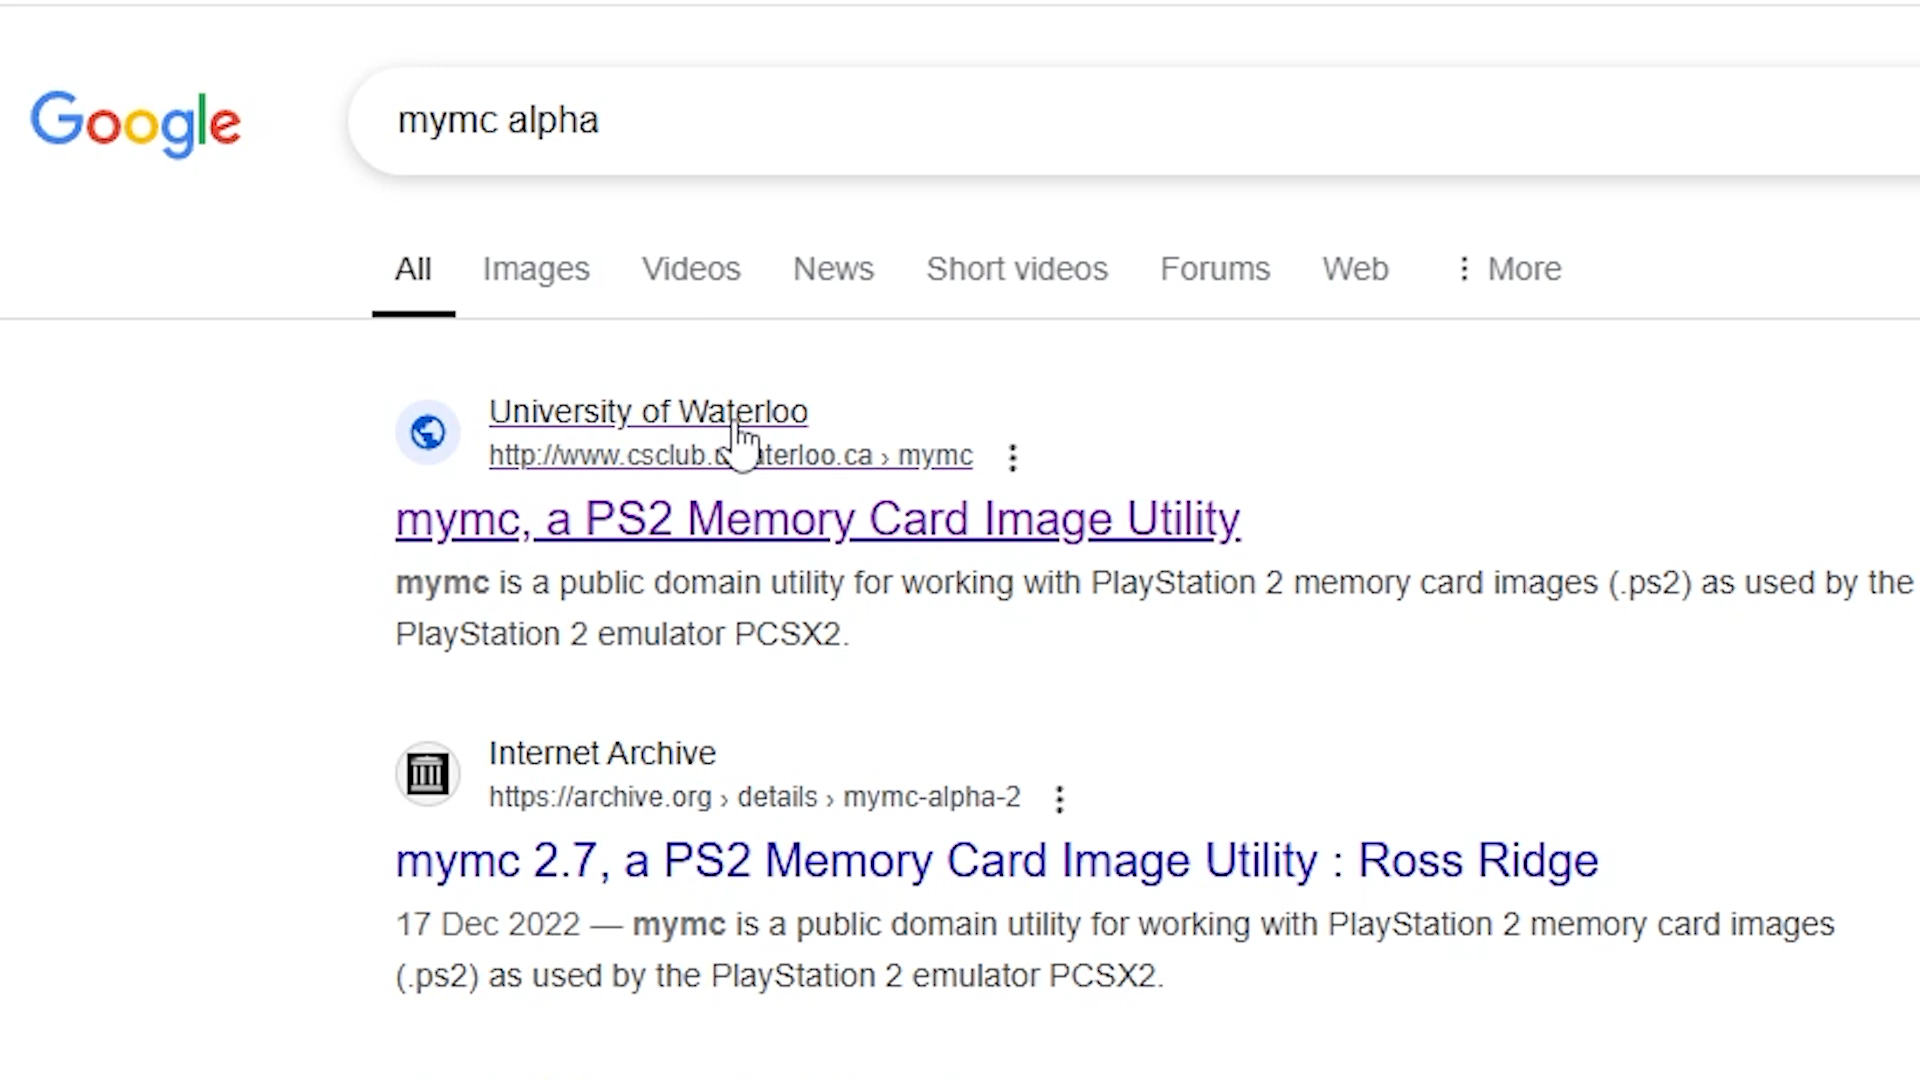 Google
mymc alpha
All Images Videos News Short videos Forums Web More
University of Waterloo
http://www.csclub.uwaterloo.ca › mymc
mymc, a PS2 Memory Card Image Utility
mymc is a public domain utility for working with PlayStation 2 memory card images (.ps2) as used by the
PlayStation 2 emulator PCSX2.
Internet Archive
https://archive.org › details › mymc-alpha-2
mymc 2.7, a PS2 Memory Card Image Utility : Ross Ridge
17 Dec 2022 — mymc is a public domain utility for working with PlayStation 2 memory card images
(.ps2) as used by the PlayStation 2 emulator PCSX2.